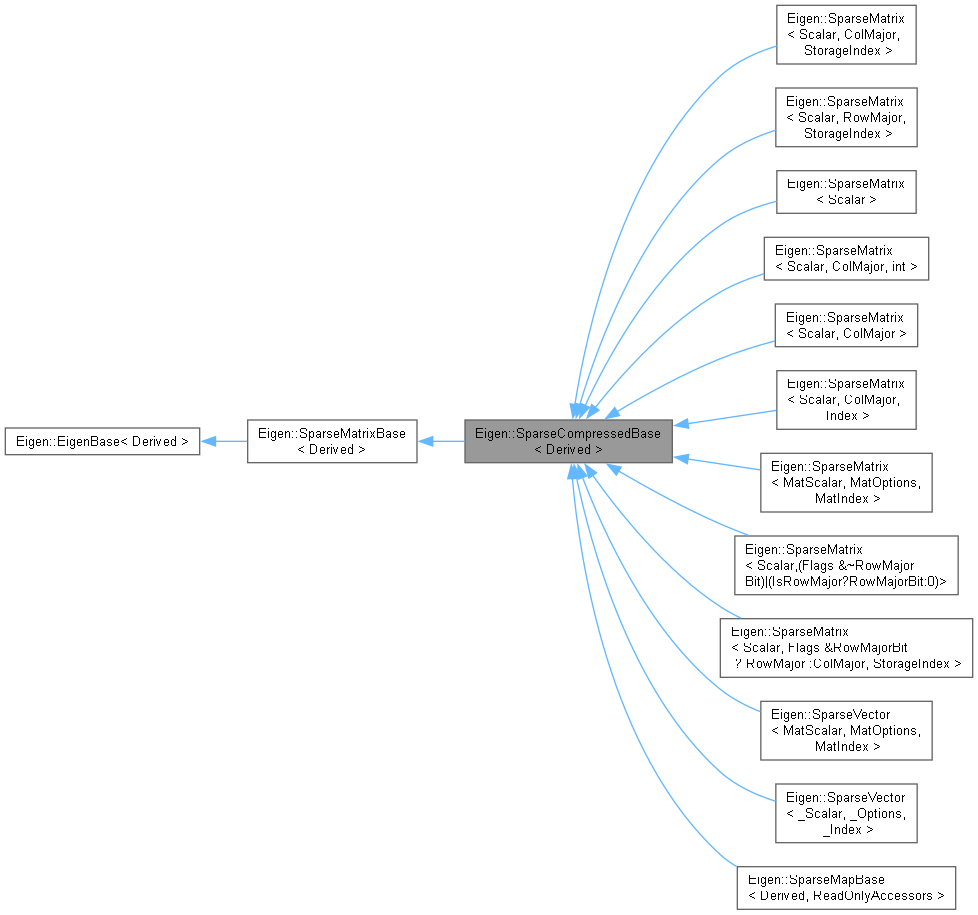 Eigen::SparseMatrix
< Scalar, ColMajor,
StorageIndex >
Eigen::SparseMatrix
< Scalar, RowMajor,
StorageIndex >
Eigen::SparseMatrix
< Scalar >
Eigen::SparseMatrix
< Scalar, ColMajor, int >
Eigen::SparseMatrix
< Scalar, ColMajor >
Eigen::SparseMatrix
< Scalar, ColMajor,
Index >
Eigen::EigenBase< Derived >
Eigen::SparseMatrixBase
< Derived >
Eigen::SparseCompressedBase
< Derived >
Eigen::SparseMatrix
< MatScalar, MatOptions,
MatIndex >
Eigen::SparseMatrix
< Scalar,(Flags &~RowMajor
Bit)|(IsRowMajor?RowMajorBit:0)>
Eigen::SparseMatrix
< Scalar, Flags &RowMajorBit
? RowMajor :ColMajor, StorageIndex >
Eigen::SparseVector
< MatScalar, MatOptions,
MatIndex >
Eigen::SparseVector
< _Scalar, _Options,
_Index >
Eigen::SparseMapBase
< Derived, ReadOnlyAccessors >